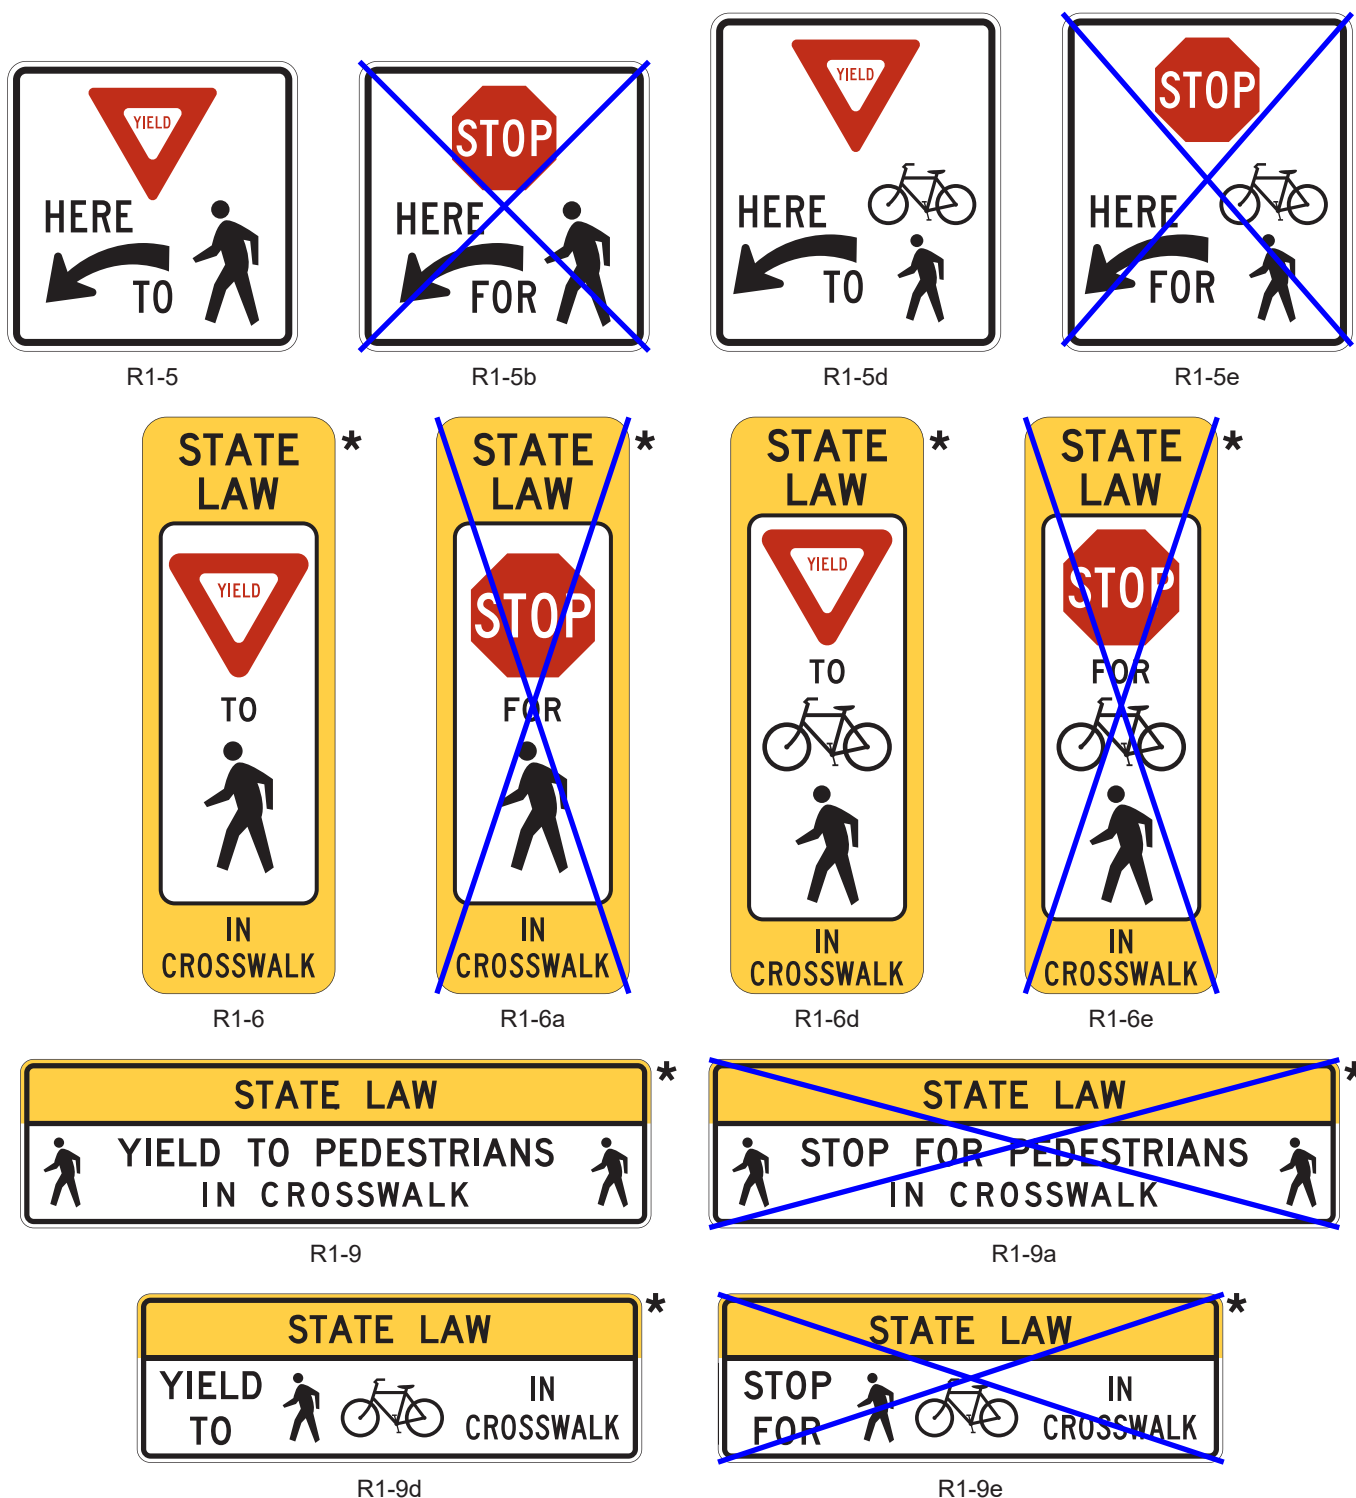 YIELD
HERE
TO
R1-5
STOP
HERE
FOR
R1-5b
YIELD
HERE
TO
R1-5d
STOP
HERE
FOR
R1-5e
STATE *
LAW
YIELD
TO
IN
CROSSWALK
R1-6
STATE *
LAW
STOP
FOR
IN
CROSSWALK
R1-6a
STATE *
LAW
YIELD
TO
IN
CROSSWALK
R1-6d
STATE *
LAW
STOP
FOR
IN
CROSSWALK
R1-6e
STATE LAW *
YIELD TO PEDESTRIANS
IN CROSSWALK
R1-9
STATE LAW *
STOP FOR PEDESTRIANS
IN CROSSWALK
R1-9a
STATE LAW *
YIELD
TO
IN
CROSSWALK
R1-9d
STATE LAW *
STOP
FOR
IN
CROSSWALK
R1-9e